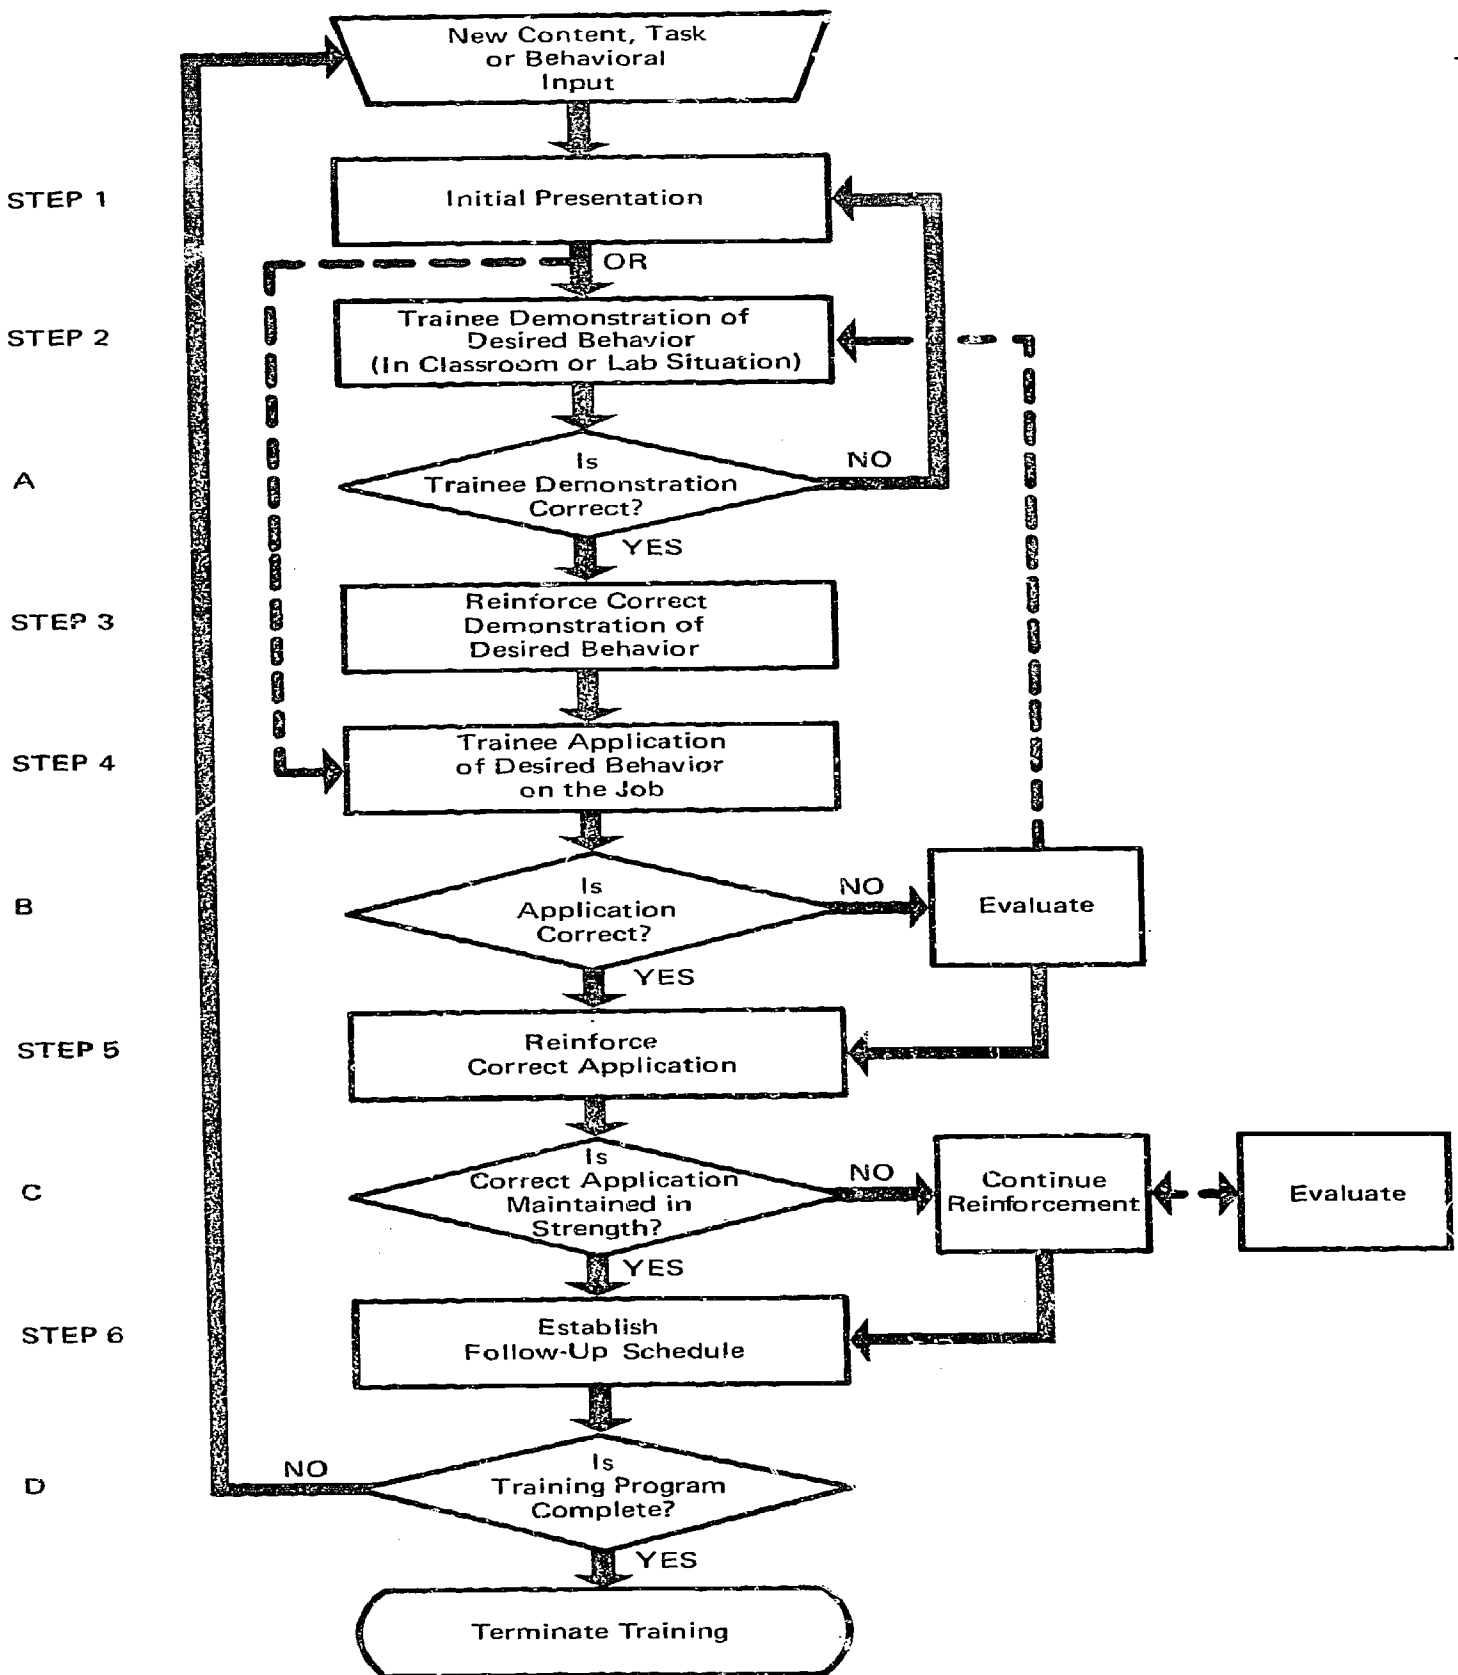 New Content, Task
or Behavioral
Input
STEP 1
Initial Presentation
OR
STEP 2
Trainee Demonstration of
Desired Behavior
(In Classroom or Lab Situation)
A
Is
Trainee Demonstration
Correct?
NO
YES
STEP 3
Reinforce Correct
Demonstration of
Desired Behavior
STEP 4
Trainee Application
of Desired Behavior
on the Job
B
Is
Application
Correct?
NO
Evaluate
YES
STEP 5
Reinforce
Correct Application
C
Is
Correct Application
Maintained in
Strength?
NO
Continue
Reinforcement
Evaluate
YES
STEP 6
Establish
Follow-Up Schedule
D
NO
Is
Training Program
Complete?
YES
Terminate Training